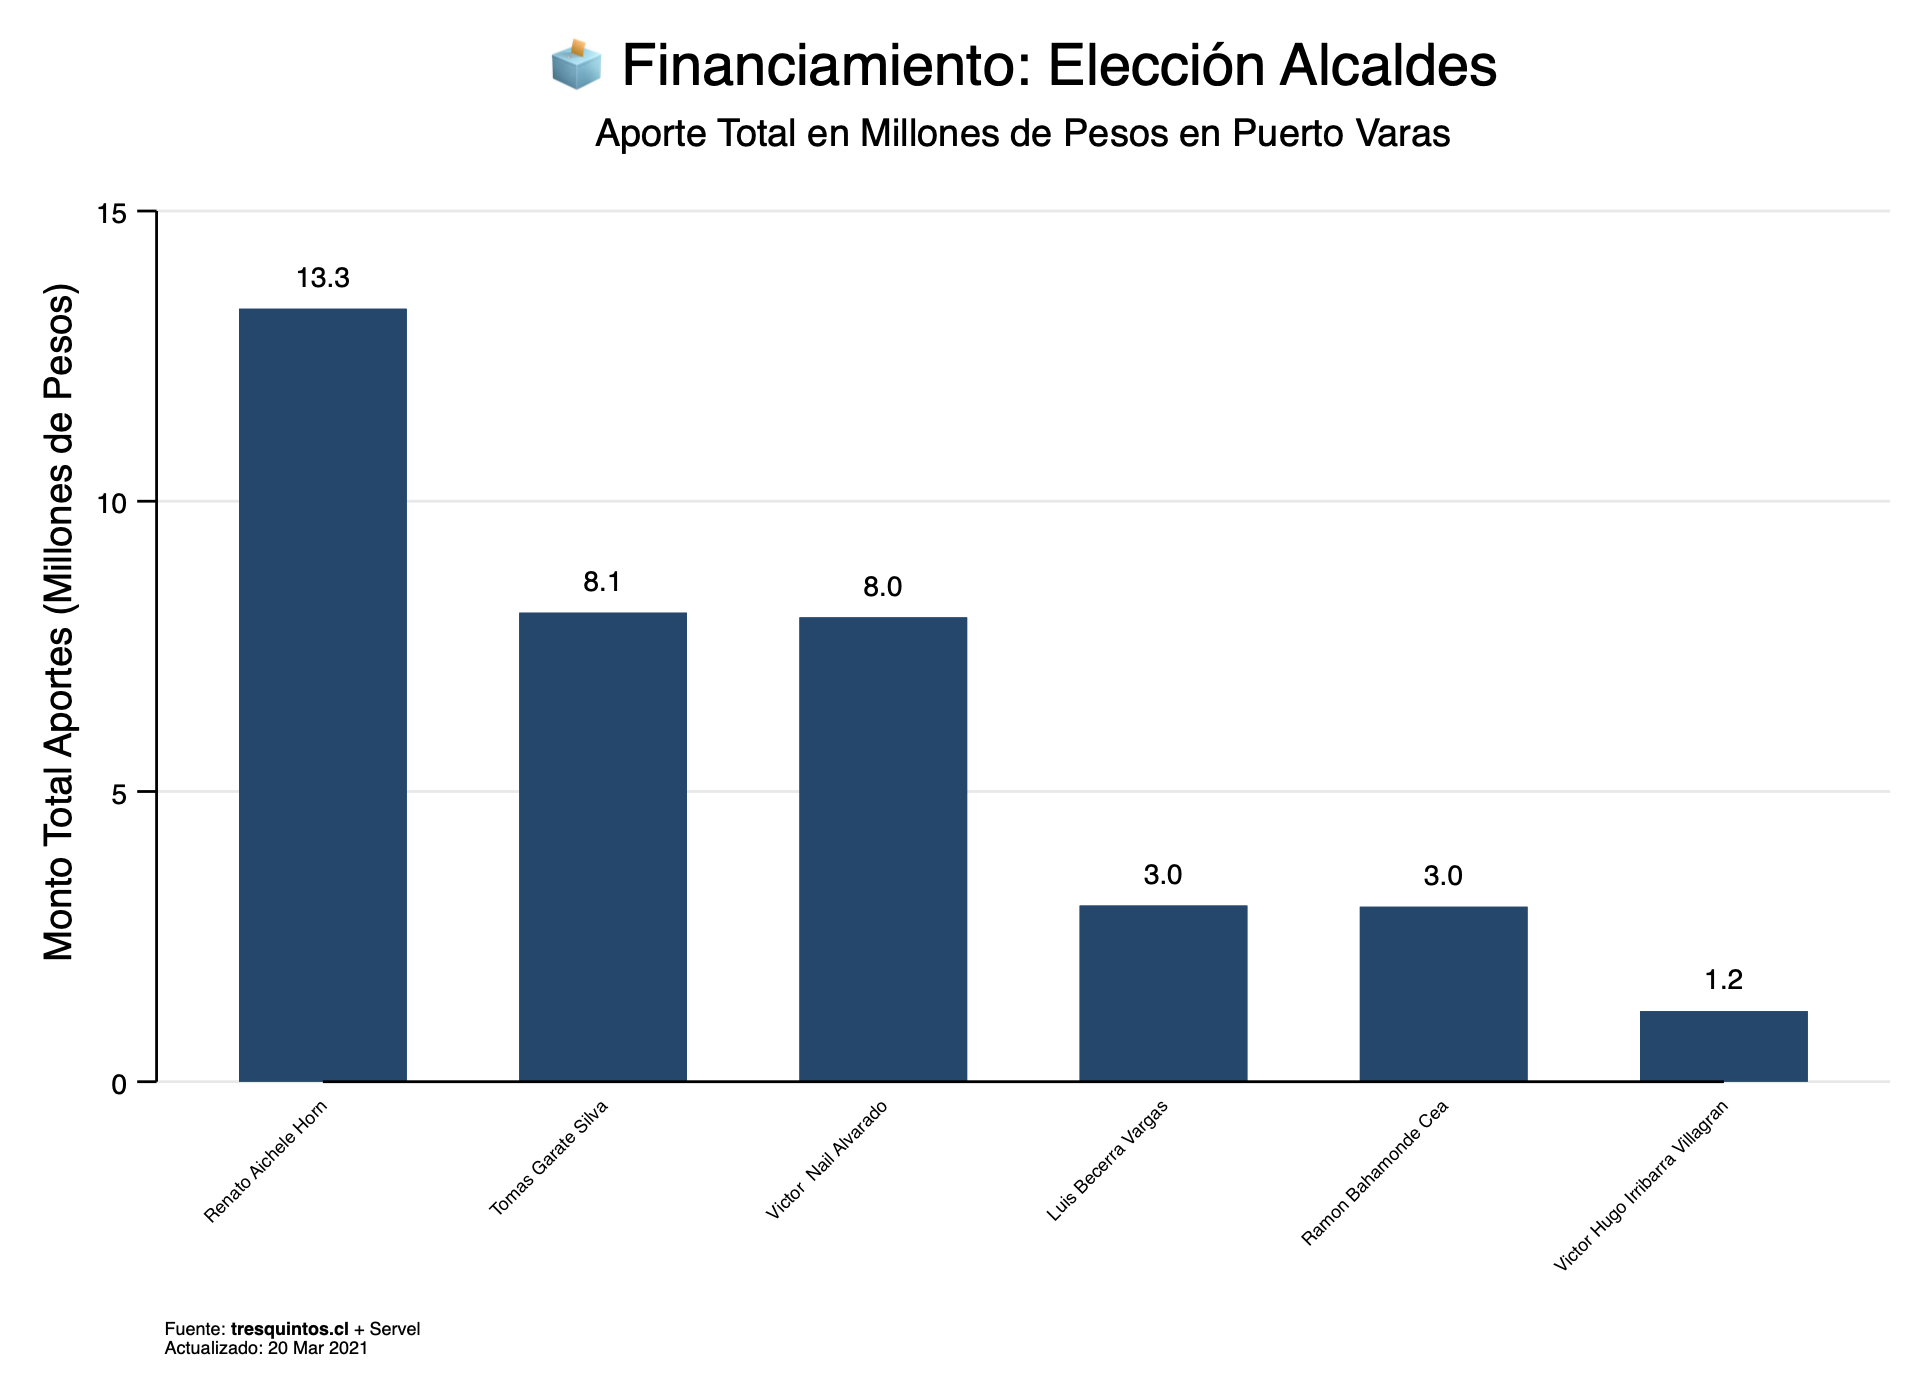 Financiamiento: Elección Alcaldes
Aporte Total en Millones de Pesos en Puerto Varas
Monto Total Aportes (Millones de Pesos)
15
10
5
0
13.3
8.1
8.0
3.0
3.0
1.2
Renato Aichele Horn
Tomas Garate Silva
Victor  Nail Alvarado
Luis Becerra Vargas
Ramon Bahamonde Cea
Victor Hugo Irribarra Villagran
Fuente: tresquintos.cl + Servel
Actualizado: 20 Mar 2021